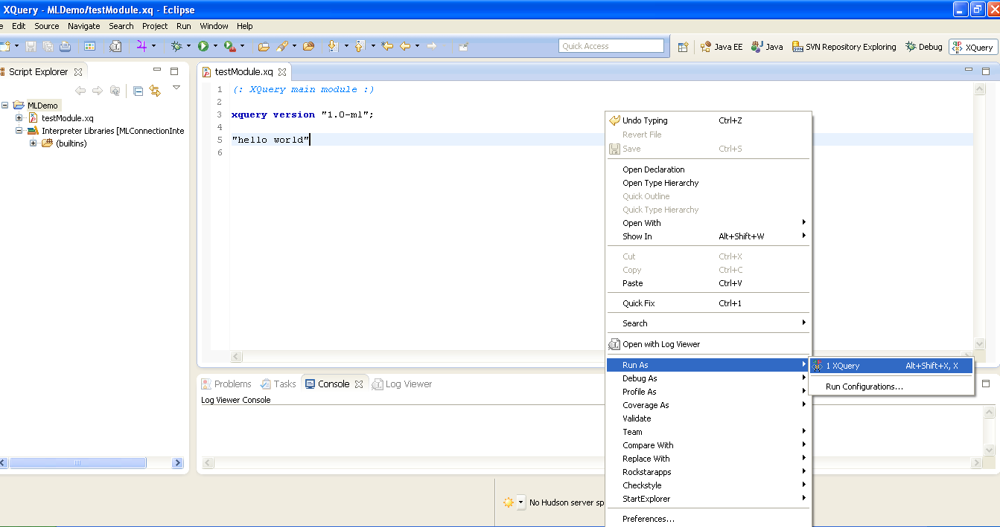 XQuery - MLDemo/testModule.xq - Eclipse
e Edit Source Navigate Search Project Run Window Help
Quick Access Java EE Java SVN Repository Exploring Debug XQuery
Script Explorer
MLDemo
testModule.xq
Interpreter Libraries [MLConnectionInte
(builtins)
testModule.xq
1 (: XQuery main module :)
2
3 xquery version "1.0-ml";
4
5 "hello world"
6
Undo Typing Ctrl+Z
Revert File
Save Ctrl+S
Open Declaration
Open Type Hierarchy
Quick Outline
Quick Type Hierarchy
Open With
Show In Alt+Shift+W
Cut Ctrl+X
Copy Ctrl+C
Paste Ctrl+V
Quick Fix Ctrl+1
Search
Open with Log Viewer
Run As
Debug As
Profile As
Coverage As
Validate
Team
Compare With
Replace With
Rockstarapps
Checkstyle
StartExplorer
Preferences...
1 XQuery Alt+Shift+X, X
Run Configurations...
Problems Tasks Console Log Viewer
Log Viewer Console
No Hudson server sp